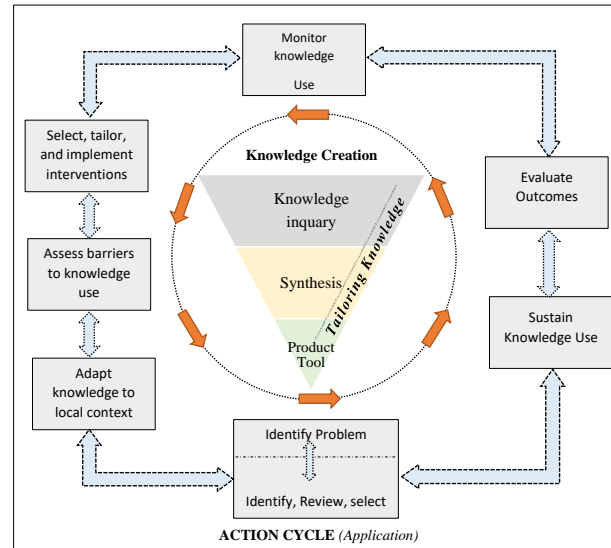 Monitor
knowledge
Use
Select, tailor,
and implement
interventions
Knowledge Creation
Evaluate
Outcomes
Knowledge
inquary
Tailoring Knowledge
Assess barriers
to knowledge
use
Synthesis
Sustain
Knowledge Use
Product
Tool
Adapt
knowledge to
local context
Identify Problem
Identify, Review, select
ACTION CYCLE (Application)